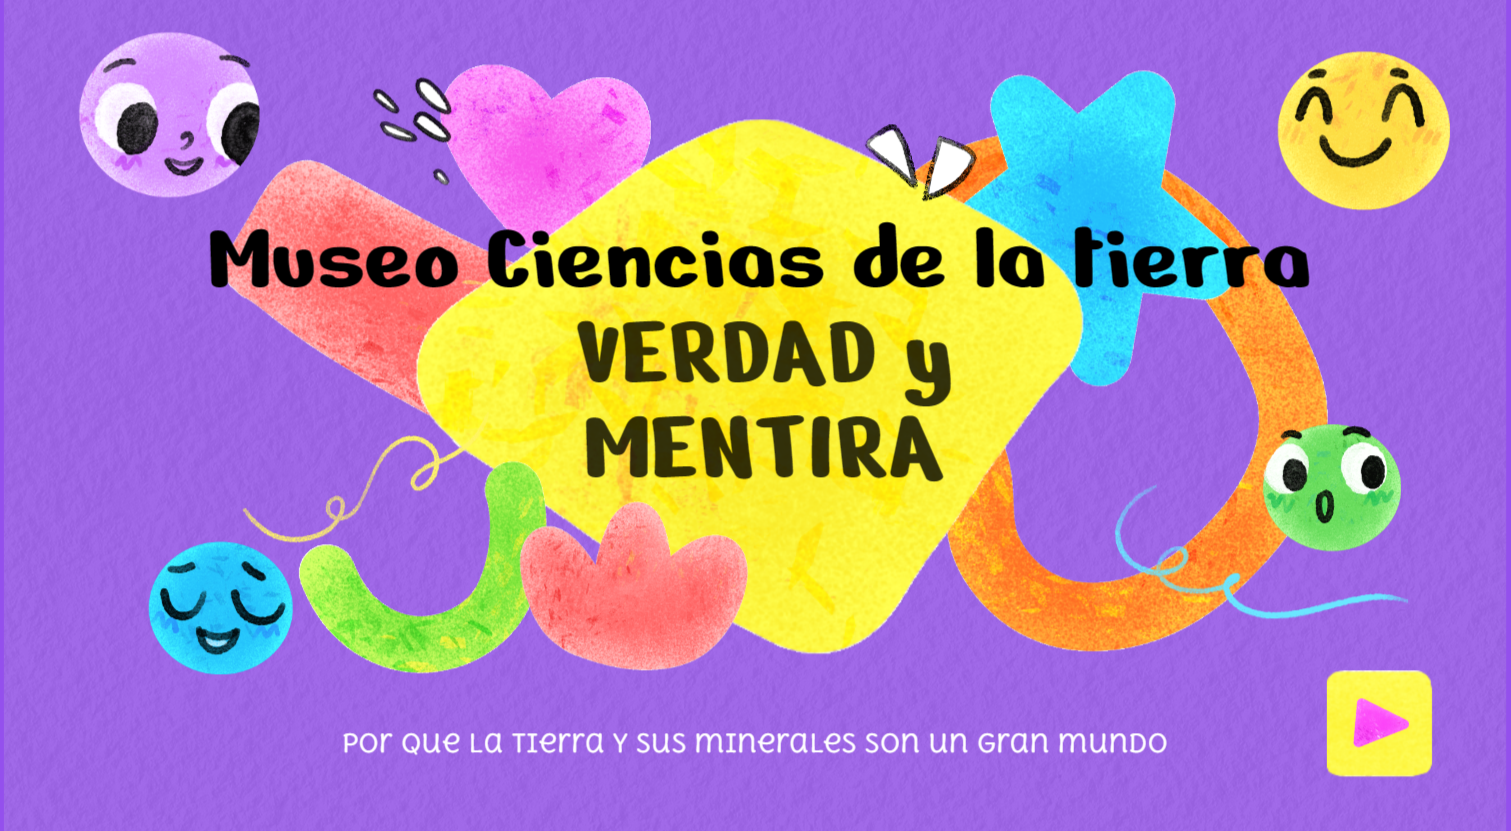 Museo Ciencias de la tierra
VERDAD y
MENTIRA
Por que la Tierra y sus minerales son un gran mundo